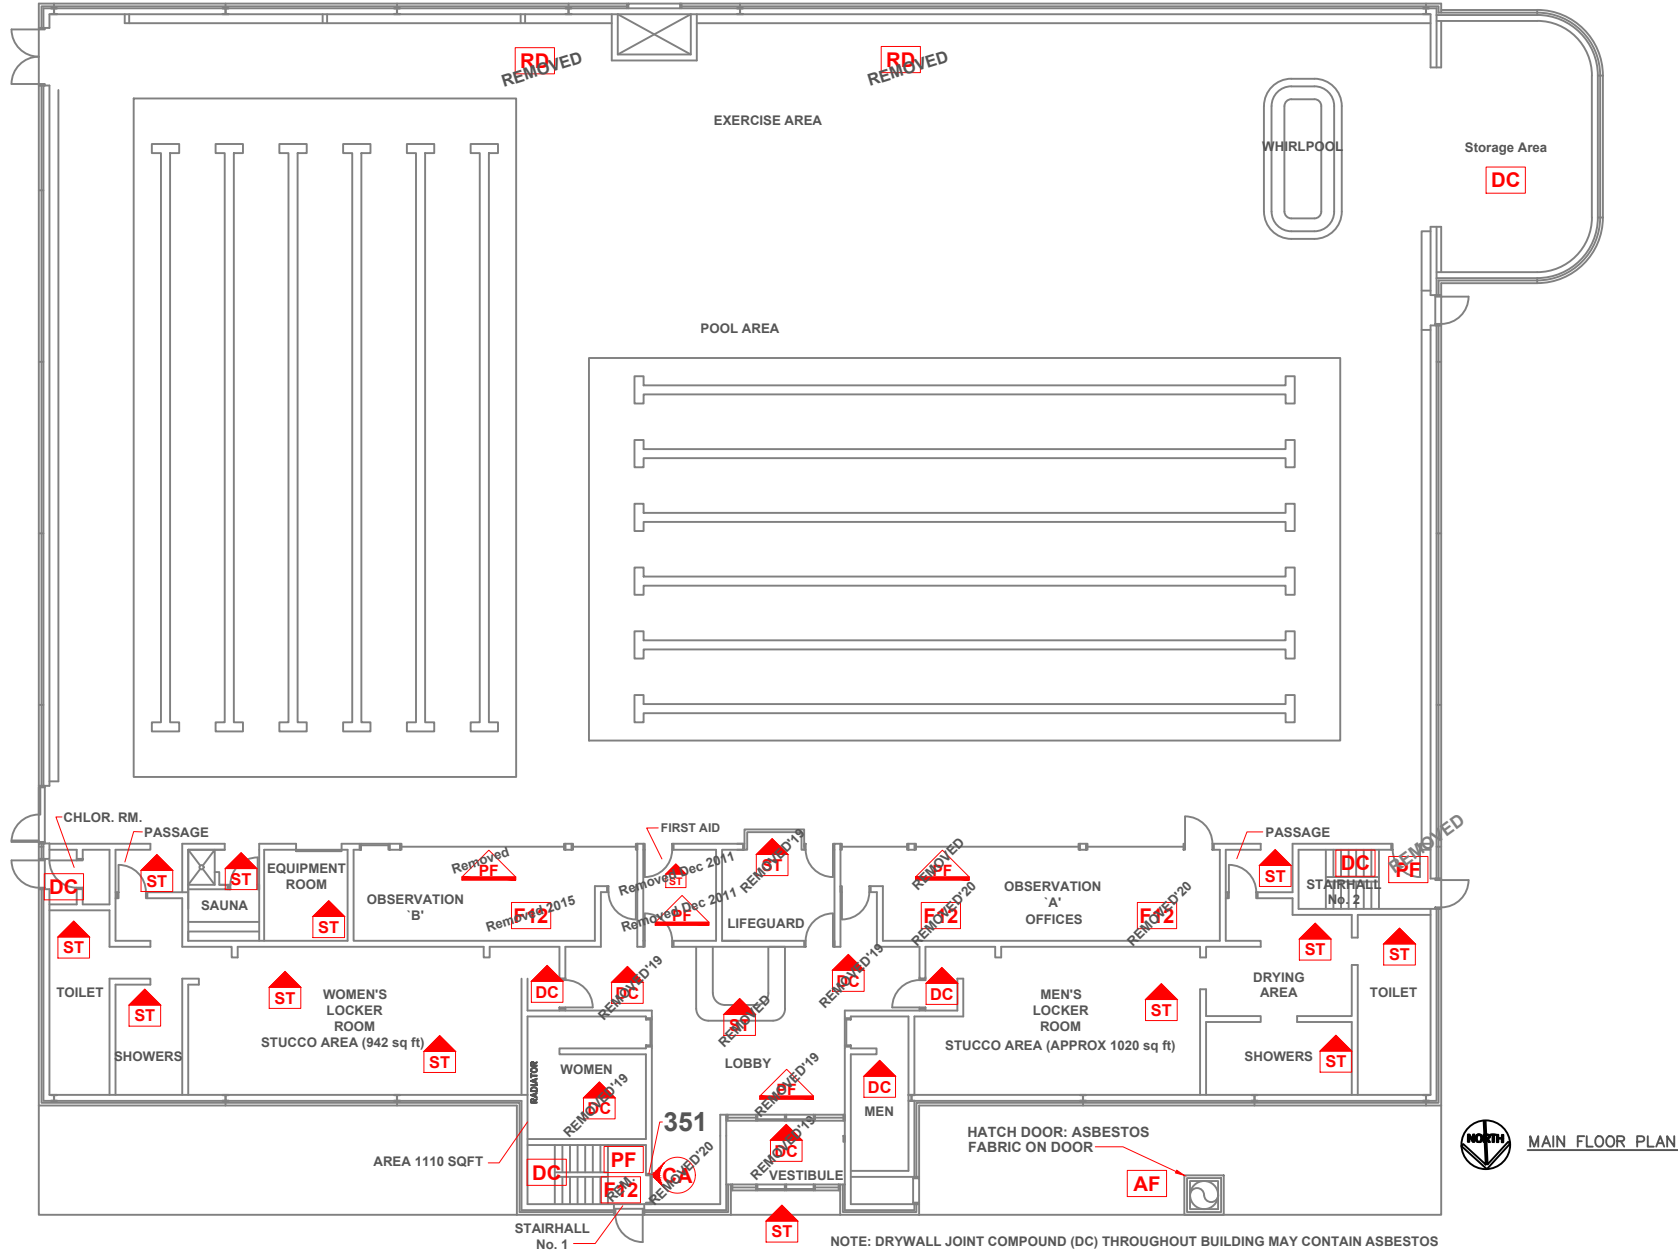 RD
REMOVED
RD
REMOVED
EXERCISE AREA
WHIRLPOOL
Storage Area
DC
POOL AREA
CHLOR. RM.
PASSAGE
FIRST AID
PASSAGE
DC
ST
ST
SAUNA
EQUIPMENT
ROOM
ST
OBSERVATION
`B'
Removed
PF
F12
Removed 2015
Removed Dec 2011
ST
Removed Dec 2011
PF
ST
REMOVED'19
LIFEGUARD
REMOVED
PF
F12
REMOVED'20
OBSERVATION
`A'
OFFICES
F12
REMOVED'20
ST
DC
STAIRHALL
No. 2
REMOVED
PF
ST
TOILET
ST
SHOWERS
ST
WOMEN'S
LOCKER
ROOM
STUCCO AREA (942 sq ft)
ST
DC
DC
REMOVED'19
ST
REMOVED
LOBBY
DC
REMOVED'19
DC
MEN'S
LOCKER
ROOM
STUCCO AREA (APPROX 1020 sq ft)
ST
ST
DRYING
AREA
ST
TOILET
SHOWERS
ST
RADIATOR
WOMEN
DC
REMOVED'19
PF
REMOVED'19
DC
MEN
351
AREA 1110 SQFT
DC
PF
F12
REM.
CA
REMOVED'20
DC
REMOVED'19
VESTIBULE
STAIRHALL
No. 1
ST
HATCH DOOR: ASBESTOS
FABRIC ON DOOR
AF
NORTH
MAIN FLOOR PLAN
NOTE: DRYWALL JOINT COMPOUND (DC) THROUGHOUT BUILDING MAY CONTAIN ASBESTOS